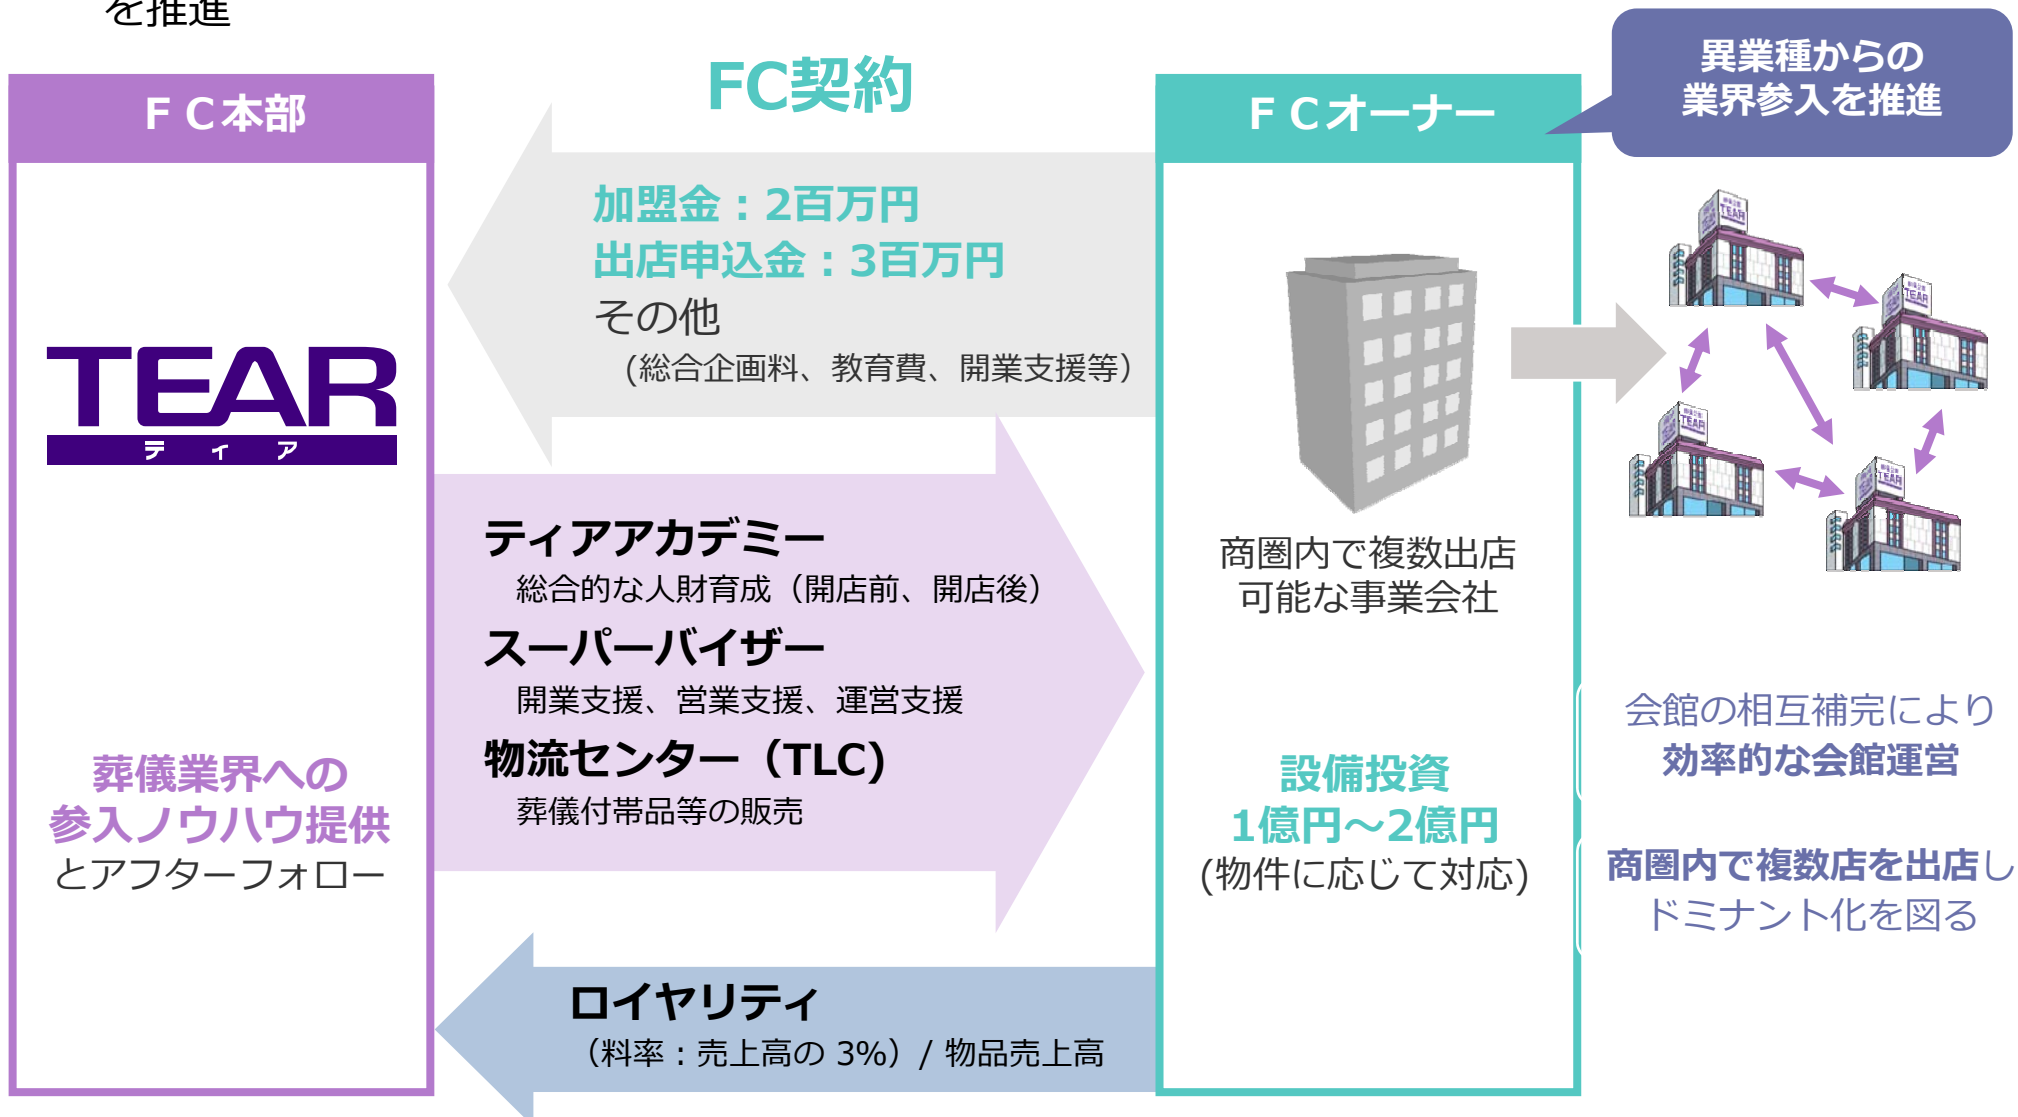 を推進
FC契約
異業種からの
業界参入を推進
ＦＣ本部
TEAR
ティア
葬儀業界への
参入ノウハウ提供
とアフターフォロー
加盟金：2百万円
出店申込金：3百万円
その他
(総合企画料、教育費、開業支援等）
ティアアカデミー
総合的な人財育成（開店前、開店後）
スーパーバイザー
開業支援、営業支援、運営支援
物流センター（TLC)
葬儀付帯品等の販売
ロイヤリティ
（料率：売上高の 3%）/ 物品売上高
ＦＣオーナー
商圏内で複数出店
可能な事業会社
設備投資
1億円～2億円
(物件に応じて対応)
TEAR
TEAR
TEAR
TEAR
会館の相互補完により
効率的な会館運営
商圏内で複数店を出店し
ドミナント化を図る